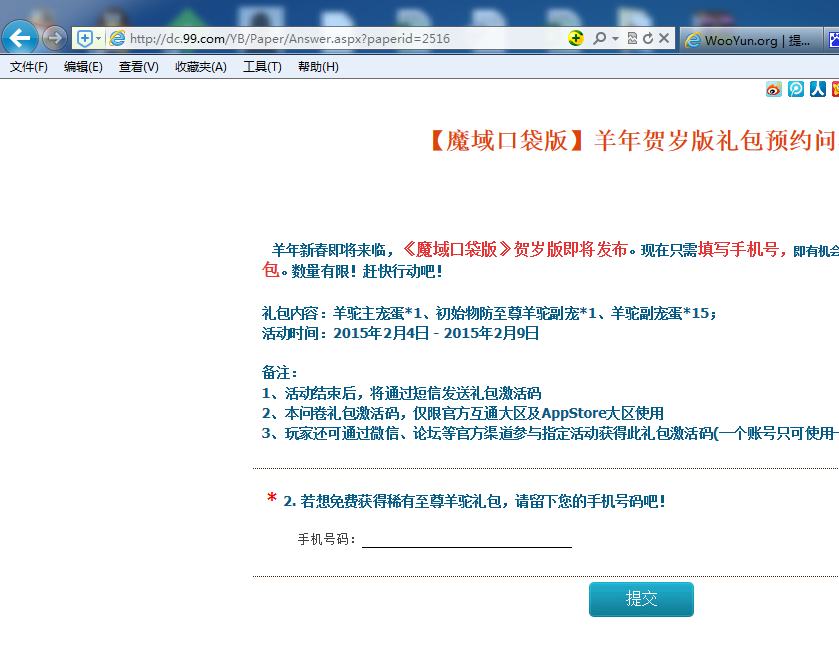 http://dc.99.com/YB/Paper/Answer.aspx?paperid=2516
WooYun.org | 提...
文件(F) 编辑(E) 查看(V) 收藏夹(A) 工具(T) 帮助(H)
【魔域口袋版】羊年贺岁版礼包预约问
羊年新春即将来临，《魔域口袋版》贺岁版即将发布。现在只需填写手机号，即有机会
包。数量有限！赶快行动吧！
礼包内容：羊驼主宠蛋*1、初始物防至尊羊驼副宠*1、羊驼副宠蛋*15；
活动时间：2015年2月4日 - 2015年2月9日
备注：
1、活动结束后，将通过短信发送礼包激活码
2、本问卷礼包激活码，仅限官方互通大区及AppStore大区使用
3、玩家还可通过微信、论坛等官方渠道参与指定活动获得此礼包激活码(一个账号只可使用一
* 2. 若想免费获得稀有至尊羊驼礼包，请留下您的手机号码吧！
手机号码：
提交